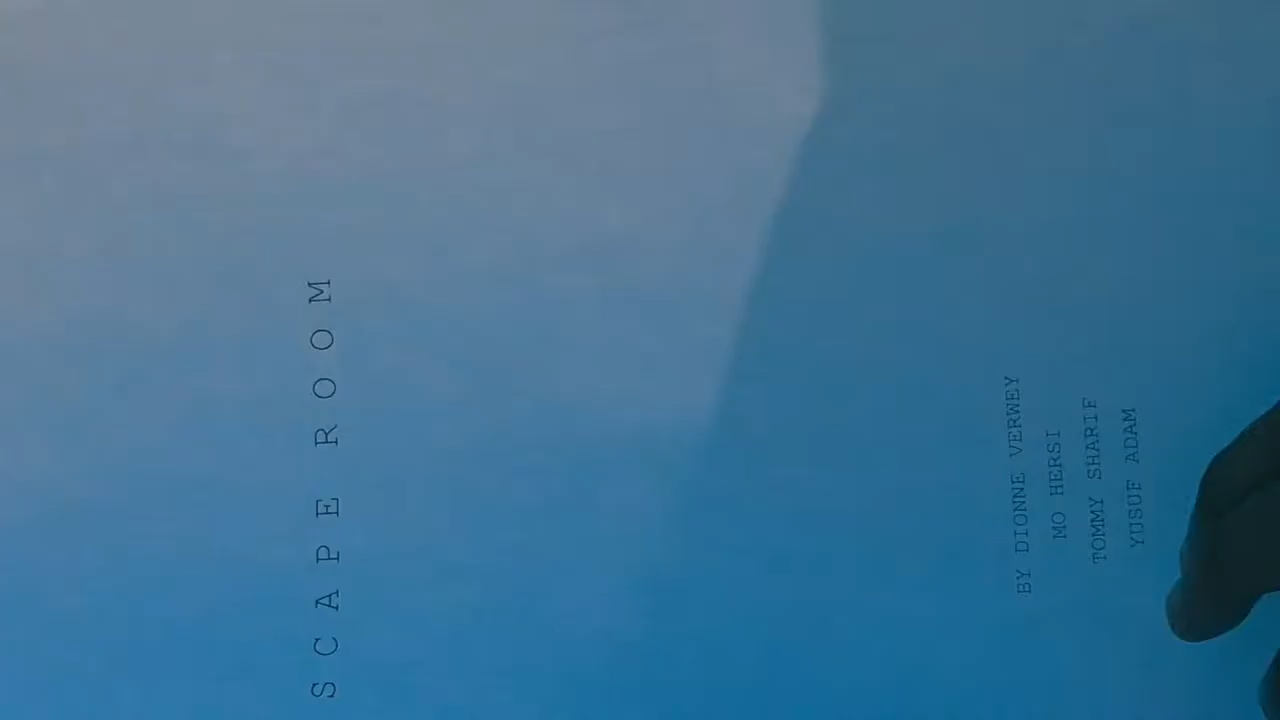 SCAPE ROOM
BY DIONNE VERWEY
MO HERSI
TOMMY SHARIF
YUSUF ADAM